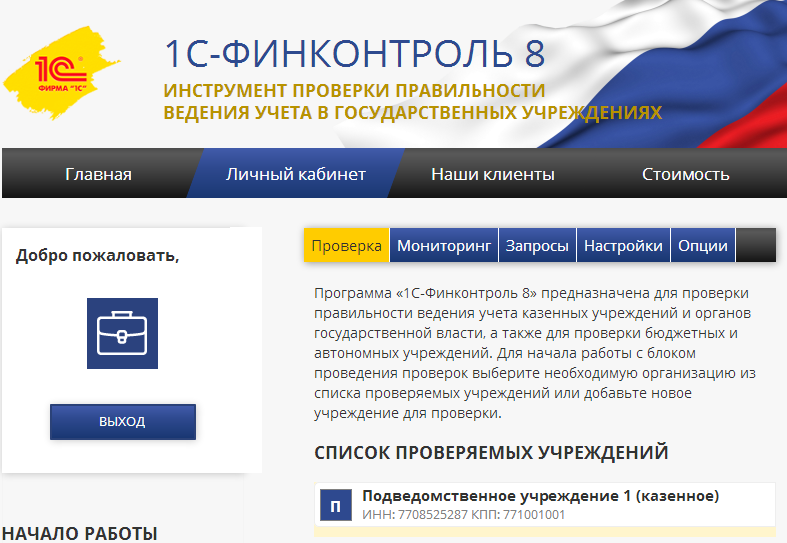 1С
ФИРМА "1С"
1С-ФИНКОНТРОЛЬ 8
ИНСТРУМЕНТ ПРОВЕРКИ ПРАВИЛЬНОСТИ
ВЕДЕНИЯ УЧЕТА В ГОСУДАРСТВЕННЫХ УЧРЕЖДЕНИЯХ
Главная Личный кабинет Наши клиенты Стоимость
Добро пожаловать,
ВЫХОД
НАЧАЛО РАБОТЫ
Проверка Мониторинг Запросы Настройки Опции
Программа «1С-Финконтроль 8» предназначена для проверки
правильности ведения учета казенных учреждений и органов
государственной власти, а также для проверки бюджетных и
автономных учреждений. Для начала работы с блоком
проведения проверок выберите необходимую организацию из
списка проверяемых учреждений или добавьте новое
учреждение для проверки.
СПИСОК ПРОВЕРЯЕМЫХ УЧРЕЖДЕНИЙ
П
Подведомственное учреждение 1 (казенное)
ИНН: 7708525287 КПП: 771001001